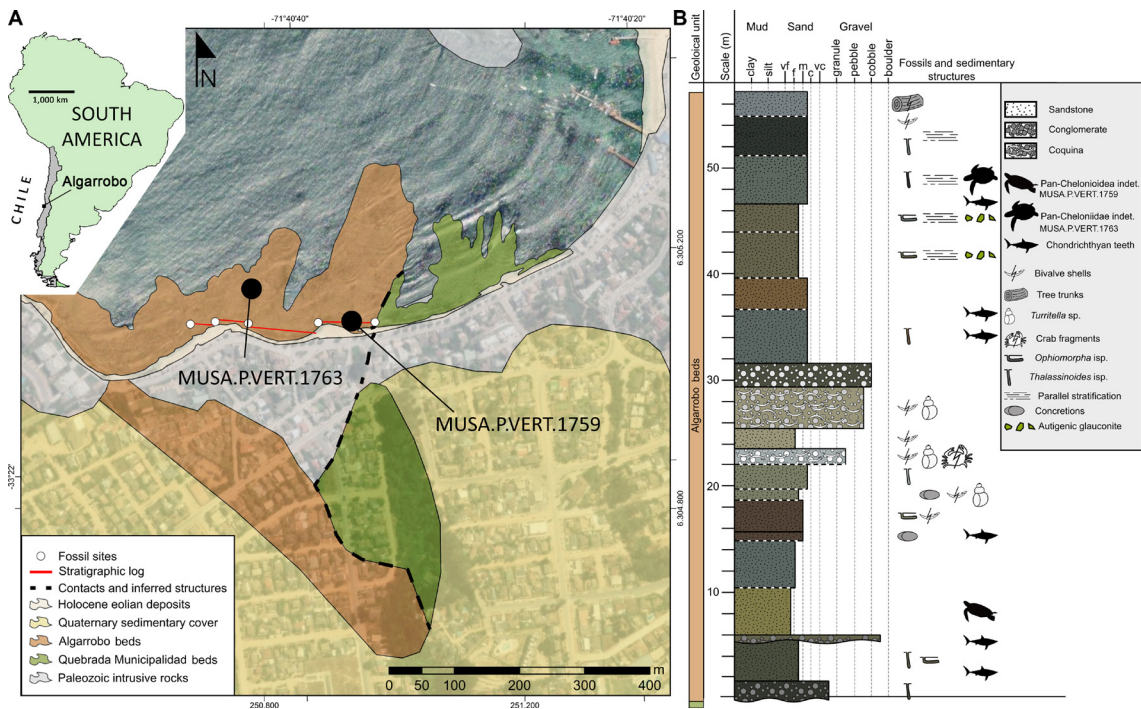 A
-71°40'40"
-71°40'20"
N
1,000 km
SOUTH
AMERICA
Algarrobo
CHILE
6.305.200
MUSA.P.VERT.1763
MUSA.P.VERT.1759
-33°22'
6.304.800
Fossil sites
Stratigraphic log
Contacts and inferred structures
Holocene eolian deposits
Quaternary sedimentary cover
Algarrobo beds
Quebrada Municipalidad beds
Paleozoic intrusive rocks
0 50 100 200 300 400 m
250.800
251.200
B
Geoloical unit
Scale (m)
Mud Sand Gravel
clay silt vf f m c vc granule pebble cobble boulder
Fossils and sedimentary
structures
50
40
30
20
10
Algarrobo beds
Sandstone
Conglomerate
Coquina
Pan-Chelonioidea indet.
MUSA.P.VERT.1759
Pan-Cheloniidae indet.
MUSA.P.VERT.1763
Chondrichthyan teeth
Bivalve shells
Tree trunks
Turritella sp.
Crab fragments
Ophiomorpha isp.
Thalassinoides isp.
Parallel stratification
Concretions
Autigenic glauconite